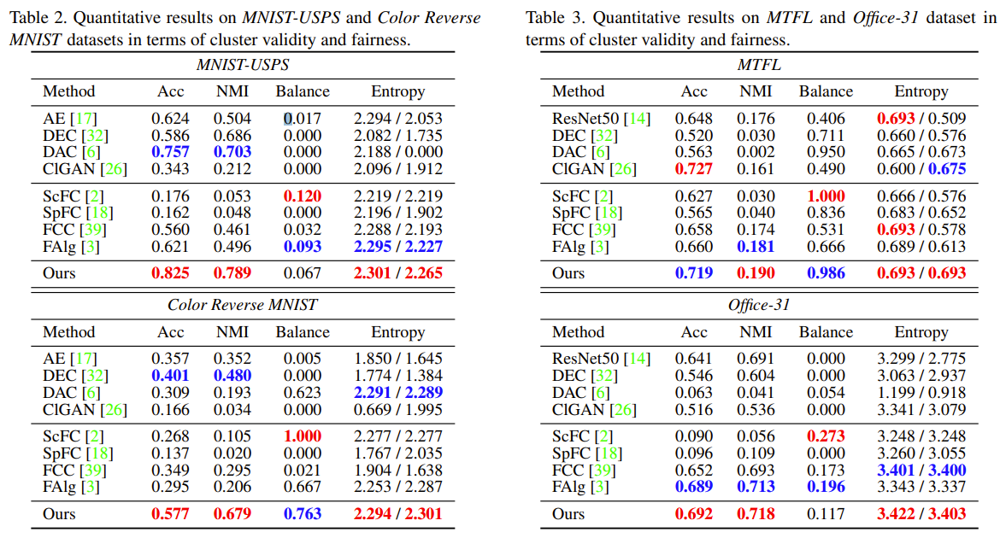 Table 2. Quantitative results on MNIST-USPS and Color Reverse
MNIST datasets in terms of cluster validity and fairness.
MNIST-USPS
Method Acc NMI Balance Entropy
AE [17] 0.624 0.504 0.017 2.294 / 2.053
DEC [32] 0.586 0.686 0.000 2.082 / 1.735
DAC [6] 0.757 0.703 0.000 2.188 / 0.000
ClGAN [26] 0.343 0.212 0.000 2.096 / 1.912
ScFC [2] 0.176 0.053 0.120 2.219 / 2.219
SpFC [18] 0.162 0.048 0.000 2.196 / 1.902
FCC [39] 0.560 0.461 0.032 2.288 / 2.193
FAlg [3] 0.621 0.496 0.093 2.295 / 2.227
Ours 0.825 0.789 0.067 2.301 / 2.265
Color Reverse MNIST
Method Acc NMI Balance Entropy
AE [17] 0.357 0.352 0.005 1.850 / 1.645
DEC [32] 0.401 0.480 0.000 1.774 / 1.384
DAC [6] 0.309 0.193 0.623 2.291 / 2.289
ClGAN [26] 0.166 0.034 0.000 0.669 / 1.995
ScFC [2] 0.268 0.105 1.000 2.277 / 2.277
SpFC [18] 0.137 0.020 0.000 1.767 / 2.035
FCC [39] 0.349 0.295 0.021 1.904 / 1.638
FAlg [3] 0.295 0.206 0.667 2.253 / 2.287
Ours 0.577 0.679 0.763 2.294 / 2.301
Table 3. Quantitative results on MTFL and Office-31 dataset in
terms of cluster validity and fairness.
MTFL
Method Acc NMI Balance Entropy
ResNet50 [14] 0.648 0.176 0.406 0.693 / 0.509
DEC [32] 0.520 0.030 0.711 0.660 / 0.576
DAC [6] 0.563 0.002 0.950 0.665 / 0.673
ClGAN [26] 0.727 0.161 0.490 0.600 / 0.675
ScFC [2] 0.627 0.030 1.000 0.666 / 0.576
SpFC [18] 0.565 0.040 0.836 0.683 / 0.652
FCC [39] 0.658 0.174 0.531 0.693 / 0.578
FAlg [3] 0.660 0.181 0.666 0.689 / 0.613
Ours 0.719 0.190 0.986 0.693 / 0.693
Office-31
Method Acc NMI Balance Entropy
ResNet50 [14] 0.641 0.691 0.000 3.299 / 2.775
DEC [32] 0.546 0.604 0.000 3.063 / 2.937
DAC [6] 0.063 0.041 0.054 1.199 / 0.918
ClGAN [26] 0.516 0.536 0.000 3.341 / 3.079
ScFC [2] 0.090 0.056 0.273 3.248 / 3.248
SpFC [18] 0.096 0.109 0.000 3.260 / 3.055
FCC [39] 0.652 0.693 0.173 3.401 / 3.400
FAlg [3] 0.689 0.713 0.196 3.343 / 3.337
Ours 0.692 0.718 0.117 3.422 / 3.403